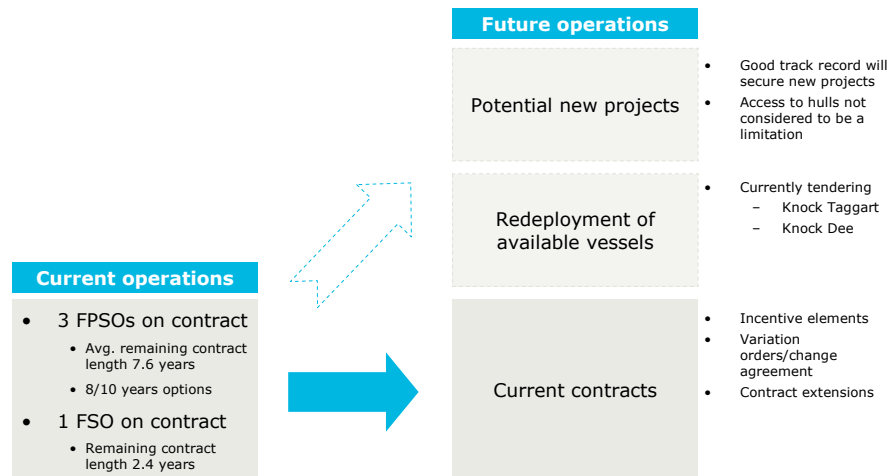 Future operations
Potential new projects
• Good track record will
secure new projects
• Access to hulls not
considered to be a
limitation
Redeployment of
available vessels
• Currently tendering
– Knock Taggart
– Knock Dee
Current operations
• 3 FPSOs on contract
• Avg. remaining contract
length 7.6 years
• 8/10 years options
• 1 FSO on contract
• Remaining contract
length 2.4 years
Current contracts
• Incentive elements
• Variation
orders/change
agreement
• Contract extensions